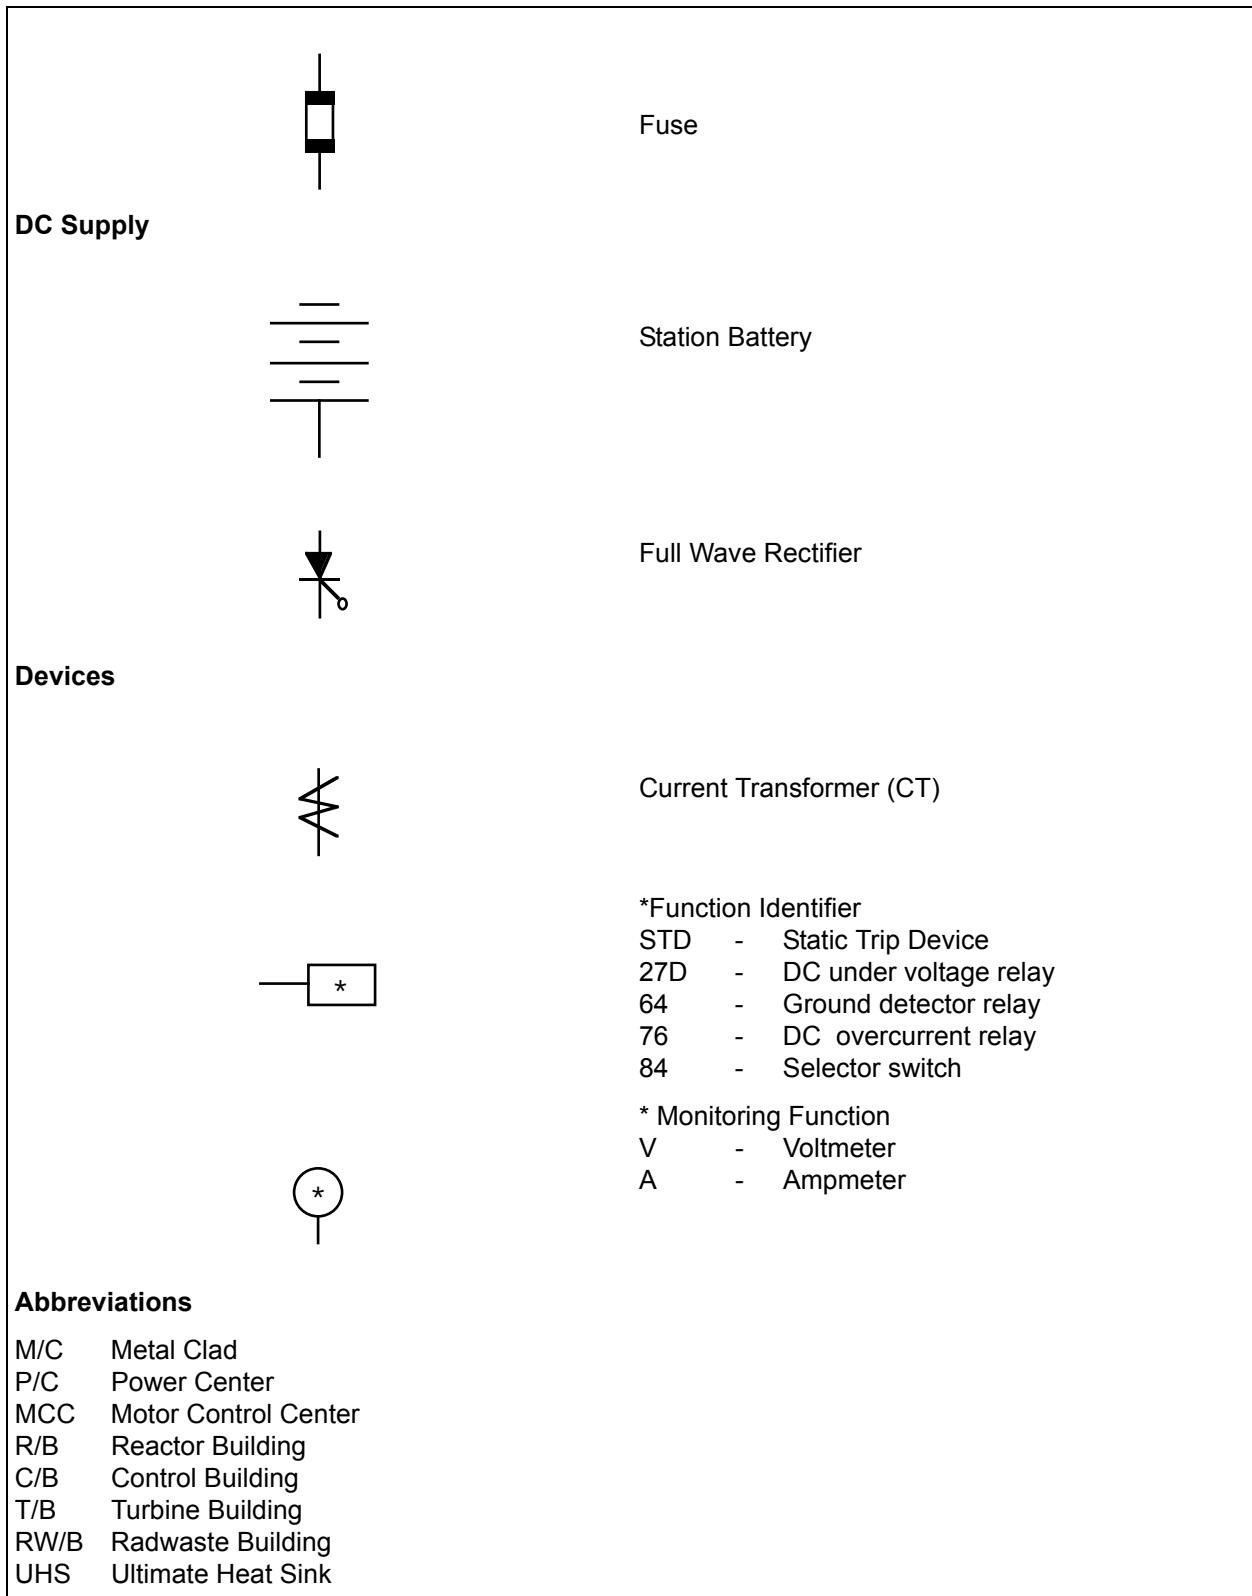 Fuse
DC Supply
Station Battery
Full Wave Rectifier
Devices
Current Transformer (CT)
*Function Identifier
STD - Static Trip Device
27D - DC under voltage relay
64 - Ground detector relay
* 76 - DC overcurrent relay
84 - Selector switch
* Monitoring Function
V - Voltmeter
A - Ampmeter
*
Abbreviations
M/C Metal Clad
P/C Power Center
MCC Motor Control Center
R/B Reactor Building
C/B Control Building
T/B Turbine Building
RW/B Radwaste Building
UHS Ultimate Heat Sink